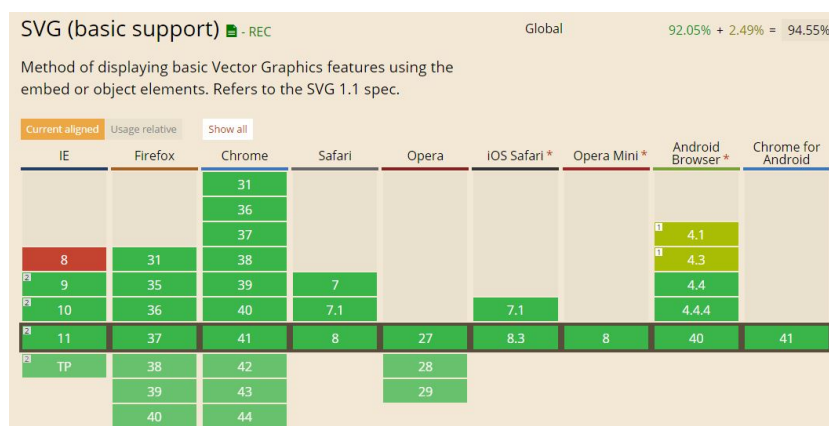 SVG (basic support) - REC
Global
92.05% + 2.49% = 94.55%
Method of displaying basic Vector Graphics features using the
embed or object elements. Refers to the SVG 1.1 spec.
Current aligned Usage relative Show all
IE Firefox Chrome Safari Opera iOS Safari * Opera Mini * Android Browser * Chrome for Android
31
36
1 37 4.1
8 31 38 1 4.3
2 9 35 39 7 4.4
2 10 36 40 7.1 7.1 4.4.4
2 11 37 41 8 27 8.3 8 40 41
2 TP 38 42 28
39 43 29
40 44